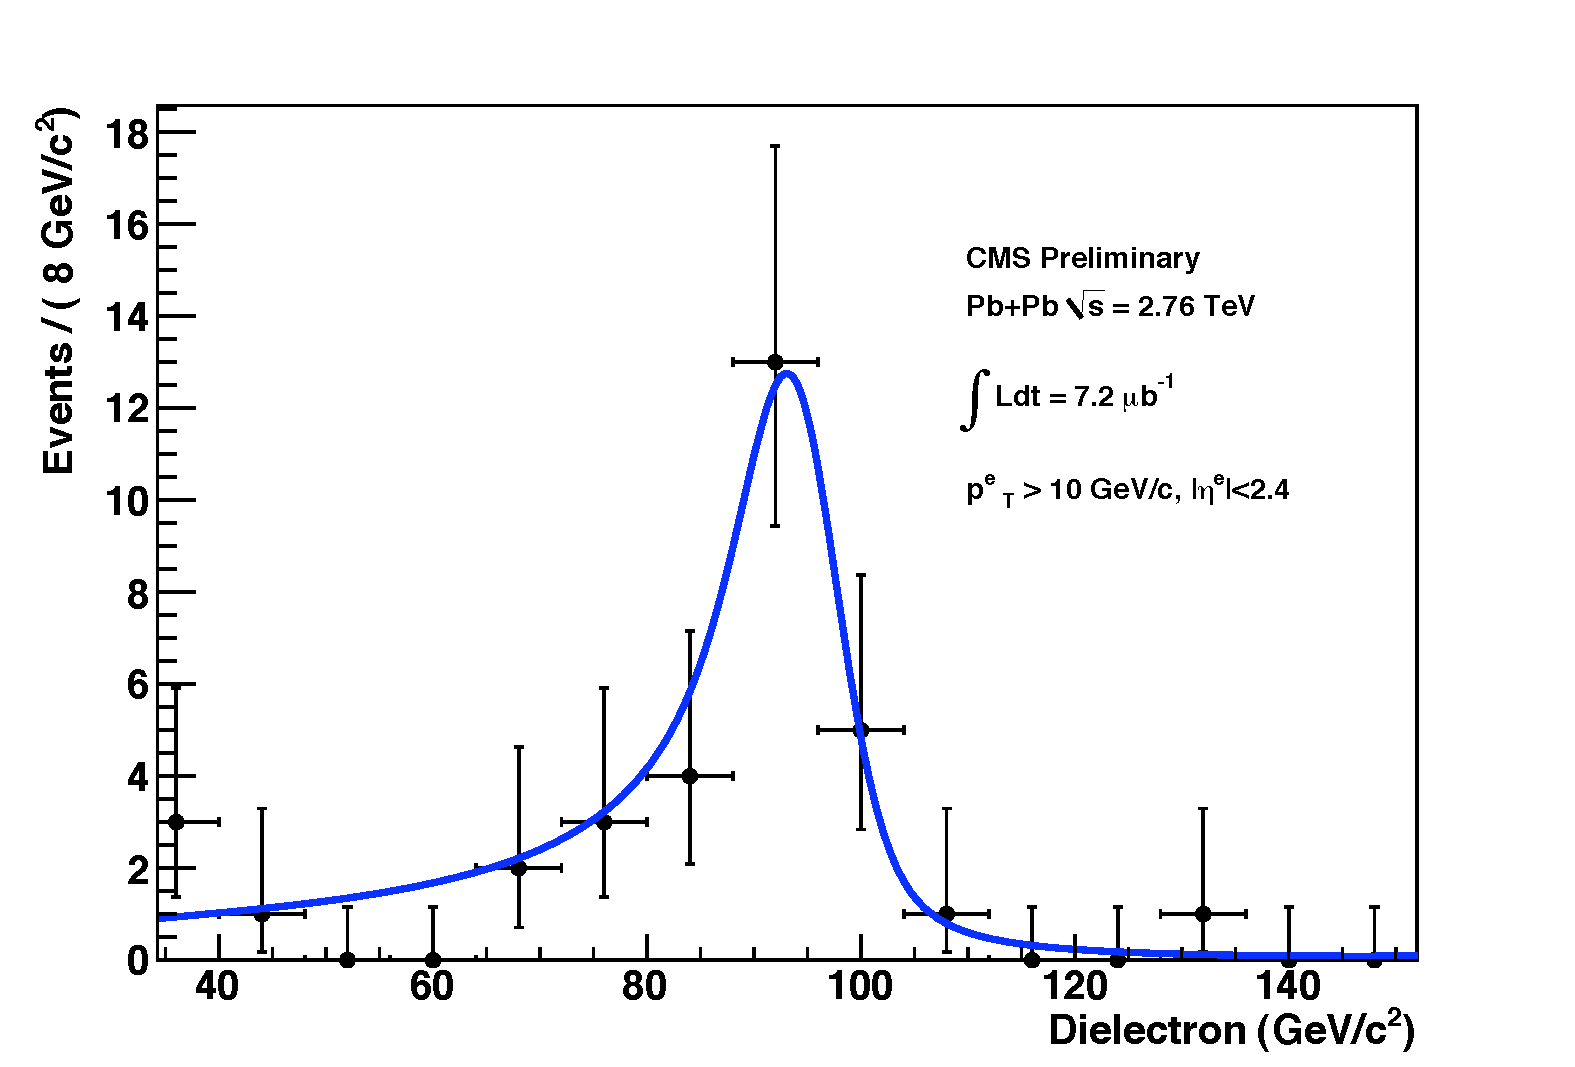 Events / ( 8 GeV/c²)
18
16
14
12
10
8
6
4
2
0
CMS Preliminary
Pb+Pb √s = 2.76 TeV
∫ Ldt = 7.2 μb⁻¹
pᵉ_T > 10 GeV/c, |ηᵉ|<2.4
40 60 80 100 120 140
Dielectron (GeV/c²)